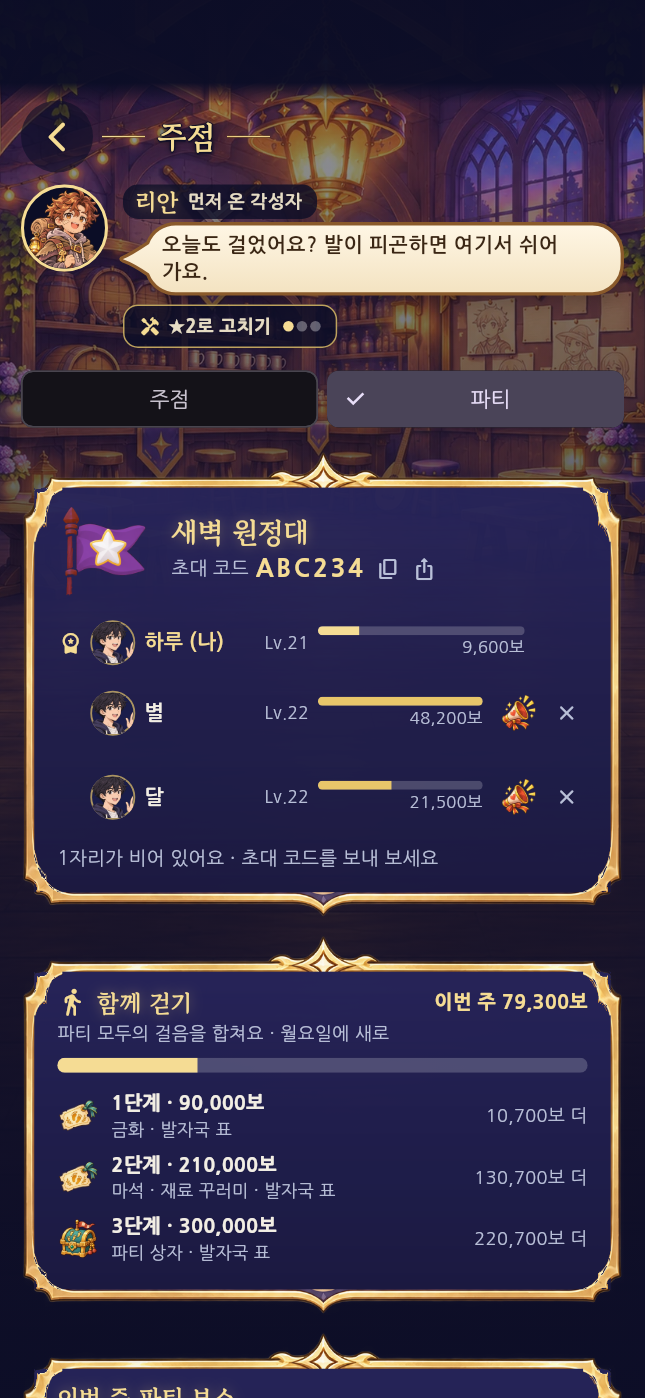 주점
리안 먼저 온 각성자
오늘도 걸었어요? 발이 피곤하면 여기서 쉬어
가요.
★2로 고치기
주점
파티
새벽 원정대
초대 코드 ABC234
하루 (나) Lv.21 9,600보
별 Lv.22 48,200보
달 Lv.22 21,500보
1자리가 비어 있어요 · 초대 코드를 보내 보세요
함께 걷기 이번 주 79,300보
파티 모두의 걸음을 합쳐요 · 월요일에 새로
1단계 · 90,000보
금화 · 발자국 표
10,700보 더
2단계 · 210,000보
마석 · 재료 꾸러미 · 발자국 표
130,700보 더
3단계 · 300,000보
파티 상자 · 발자국 표
220,700보 더
이번 주 파티 보스